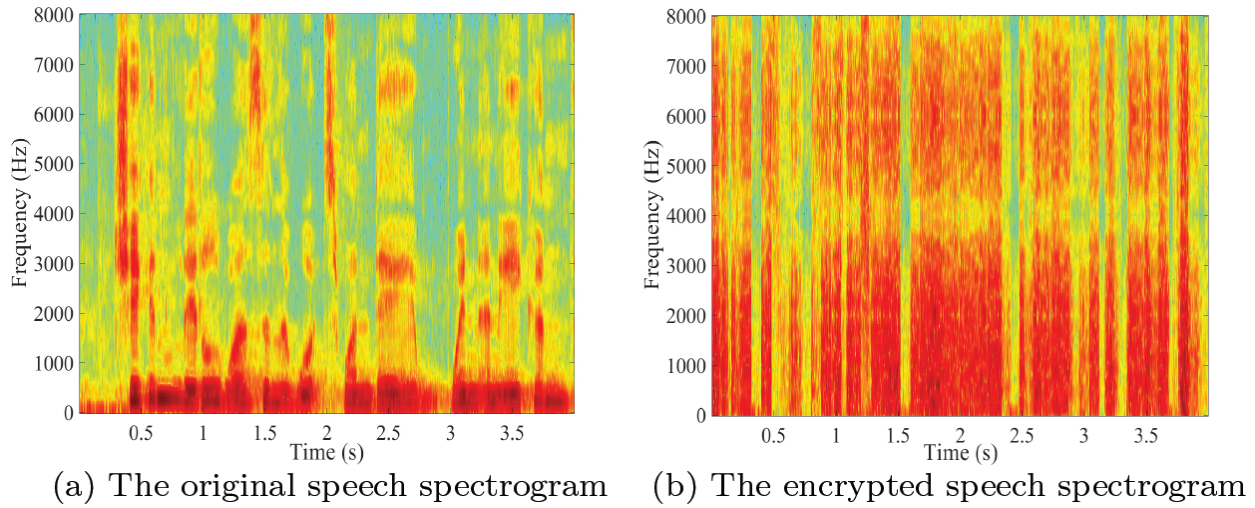 8000
7000
6000
5000
4000
3000
2000
1000
0
Frequency (Hz)
0.5 1 1.5 2 2.5 3 3.5
Time (s)
(a) The original speech spectrogram
8000
7000
6000
5000
4000
3000
2000
1000
0
Frequency (Hz)
0.5 1 1.5 2 2.5 3 3.5
Time (s)
(b) The encrypted speech spectrogram